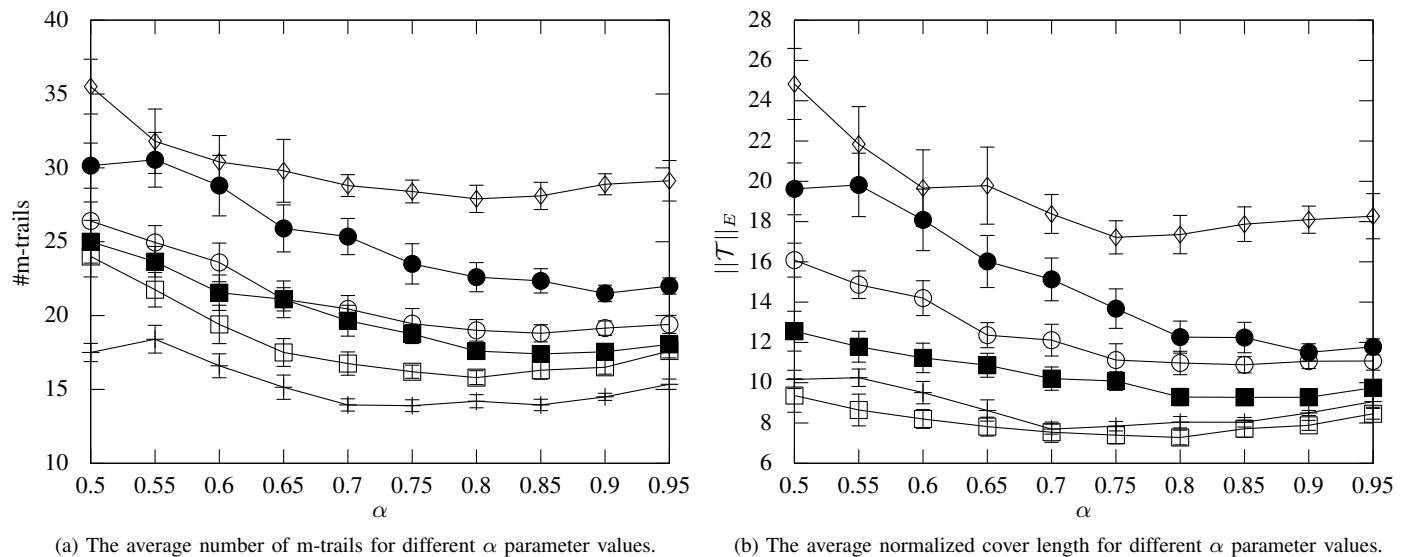 40
35
30
25
20
15
10
#m-trails
0.5 0.55 0.6 0.65 0.7 0.75 0.8 0.85 0.9 0.95
α
(a) The average number of m-trails for different α parameter values.
28
26
24
22
20
18
16
14
12
10
8
6
||𝒯||E
0.5 0.55 0.6 0.65 0.7 0.75 0.8 0.85 0.9 0.95
α
(b) The average normalized cover length for different α parameter values.